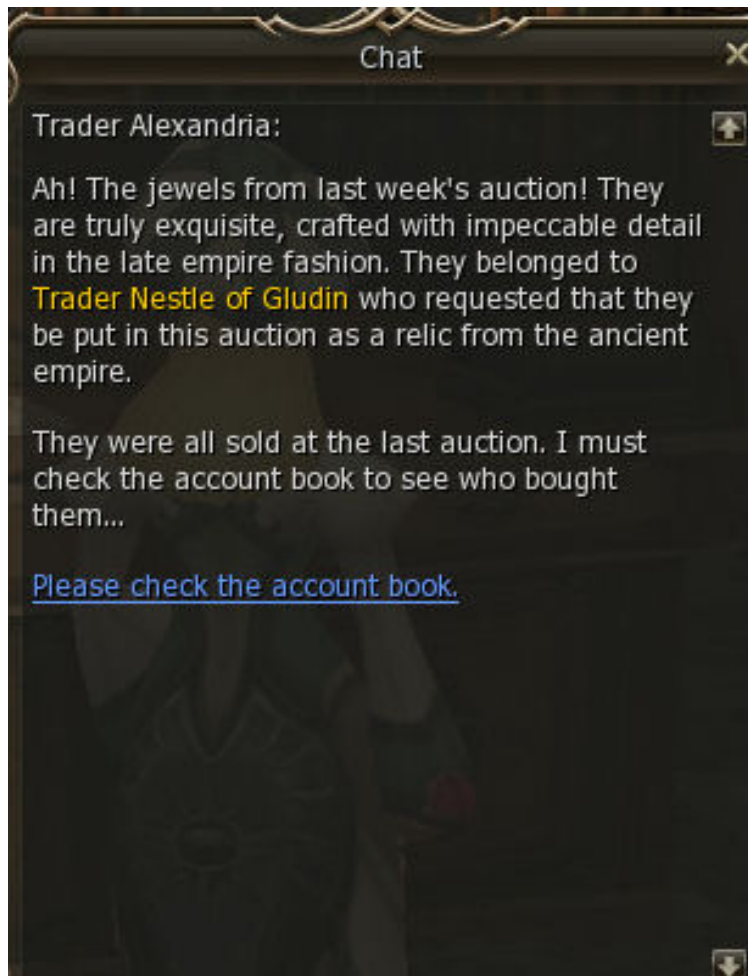 Chat
Trader Alexandria:
Ah! The jewels from last week's auction! They
are truly exquisite, crafted with impeccable detail
in the late empire fashion. They belonged to
Trader Nestle of Gludin who requested that they
be put in this auction as a relic from the ancient
empire.
They were all sold at the last auction. I must
check the account book to see who bought
them...
Please check the account book.